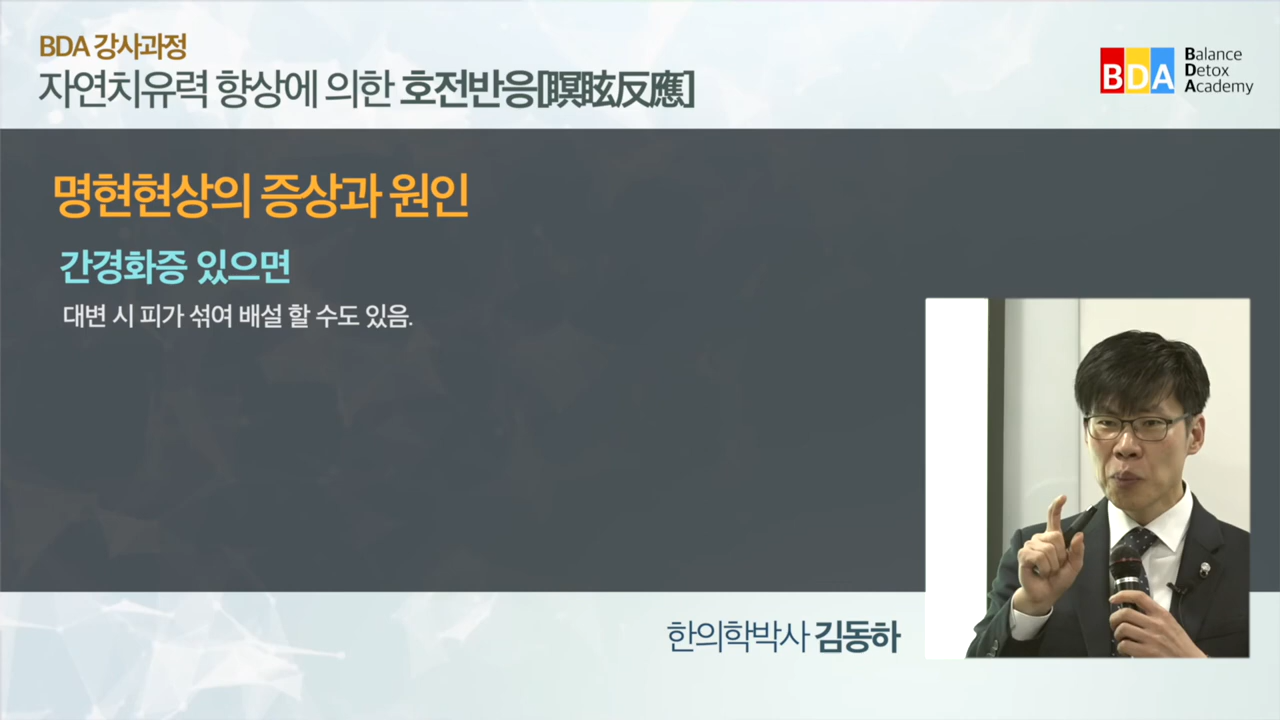 BDA 강사과정
자연치유력 향상에 의한 호전반응[瞑眩反應]
BDA
Balance
Detox
Academy
명현현상의 증상과 원인
간경화증 있으면
대변 시 피가 섞여 배설 할 수도 있음.
한의학박사 김동하